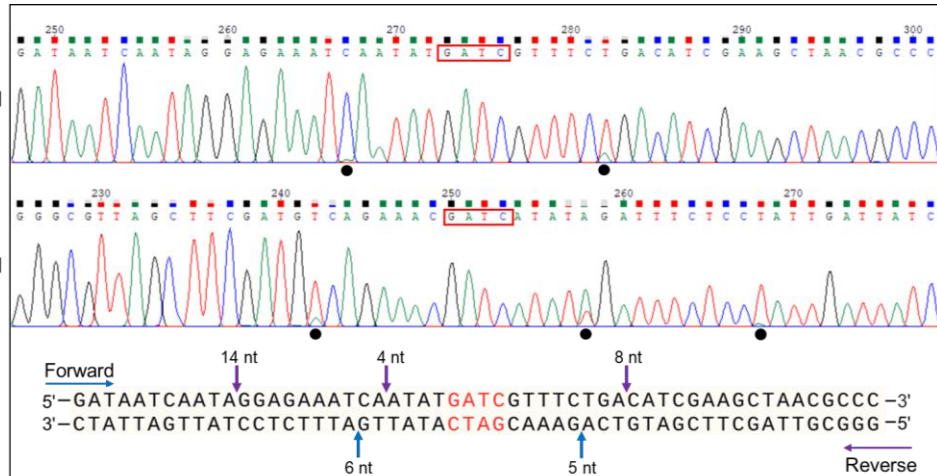 250 260 270 280 290 300
G A T A A T C A A T A G G A G A A A T C A A T A T G A T C G T T T C T G A C A T C G A A G C T A A C G C C C
230 240 250 260 270
G G G C G T T A G C T T C G A T G T C A G A A A C G A T C A T A T A G A T T T C T C C T A T T G A T T A T C
Forward 14 nt 4 nt 8 nt
5'–GATAATCAATAGGAGAAATCAATATGATCGTTTCTGACATCGAAGCTAACGCCC–3'
3'–CTATTAGTTATCCTCTTTAGTTATACTAGCAAAGACTGTAGCTTCGATTGCGGG–5'
6 nt 5 nt Reverse